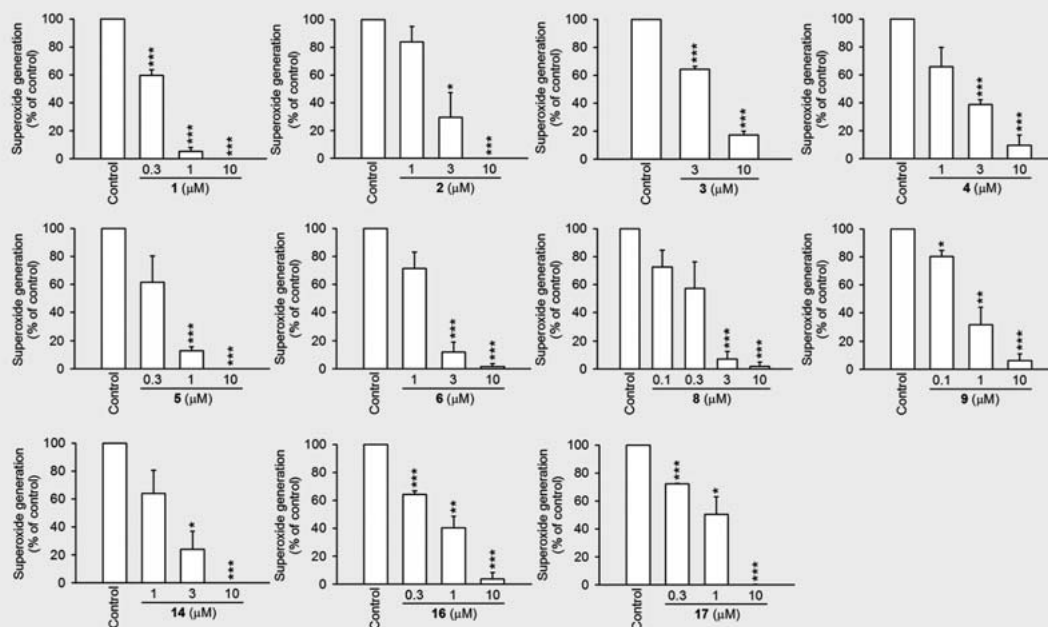 Superoxide generation
(% of control)
100
80
60
40
20
0
***
***
***
Control
0.3
1
10
1 (μM)
Superoxide generation
(% of control)
100
80
60
40
20
0
*
***
Control
1
3
10
2 (μM)
Superoxide generation
(% of control)
100
80
60
40
20
0
***
***
Control
3
10
3 (μM)
Superoxide generation
(% of control)
100
80
60
40
20
0
***
***
Control
1
3
10
4 (μM)
Superoxide generation
(% of control)
100
80
60
40
20
0
***
***
Control
0.3
1
10
5 (μM)
Superoxide generation
(% of control)
100
80
60
40
20
0
***
***
Control
1
3
10
6 (μM)
Superoxide generation
(% of control)
100
80
60
40
20
0
***
***
Control
0.1
0.3
3
10
8 (μM)
Superoxide generation
(% of control)
100
80
60
40
20
0
*
**
***
Control
0.1
1
10
9 (μM)
Superoxide generation
(% of control)
100
80
60
40
20
0
*
***
Control
1
3
10
14 (μM)
Superoxide generation
(% of control)
100
80
60
40
20
0
***
**
***
Control
0.3
1
10
16 (μM)
Superoxide generation
(% of control)
100
80
60
40
20
0
***
*
***
Control
0.3
1
10
17 (μM)